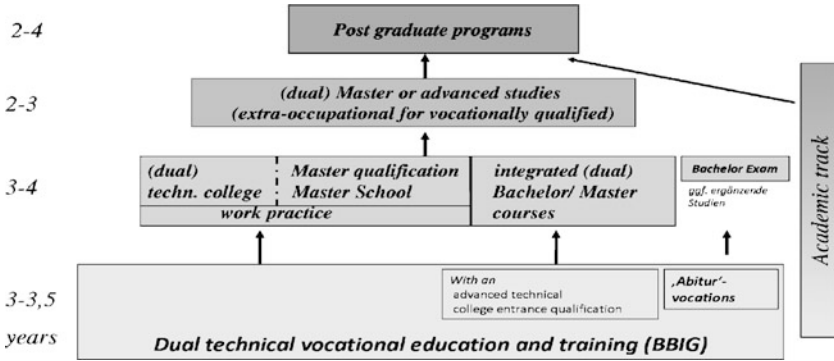 2-4
Post graduate programs
2-3
(dual) Master or advanced studies
(extra-occupational for vocationally qualified)
3-4
(dual)
techn. college
Master qualification
Master School
work practice
integrated (dual)
Bachelor/ Master
courses
Bachelor Exam
ggf. ergänzende
Studien
Academic track
3-3,5
years
With an
advanced technical
college entrance qualification
‚Abitur‘-
vocations
Dual technical vocational education and training (BBIG)